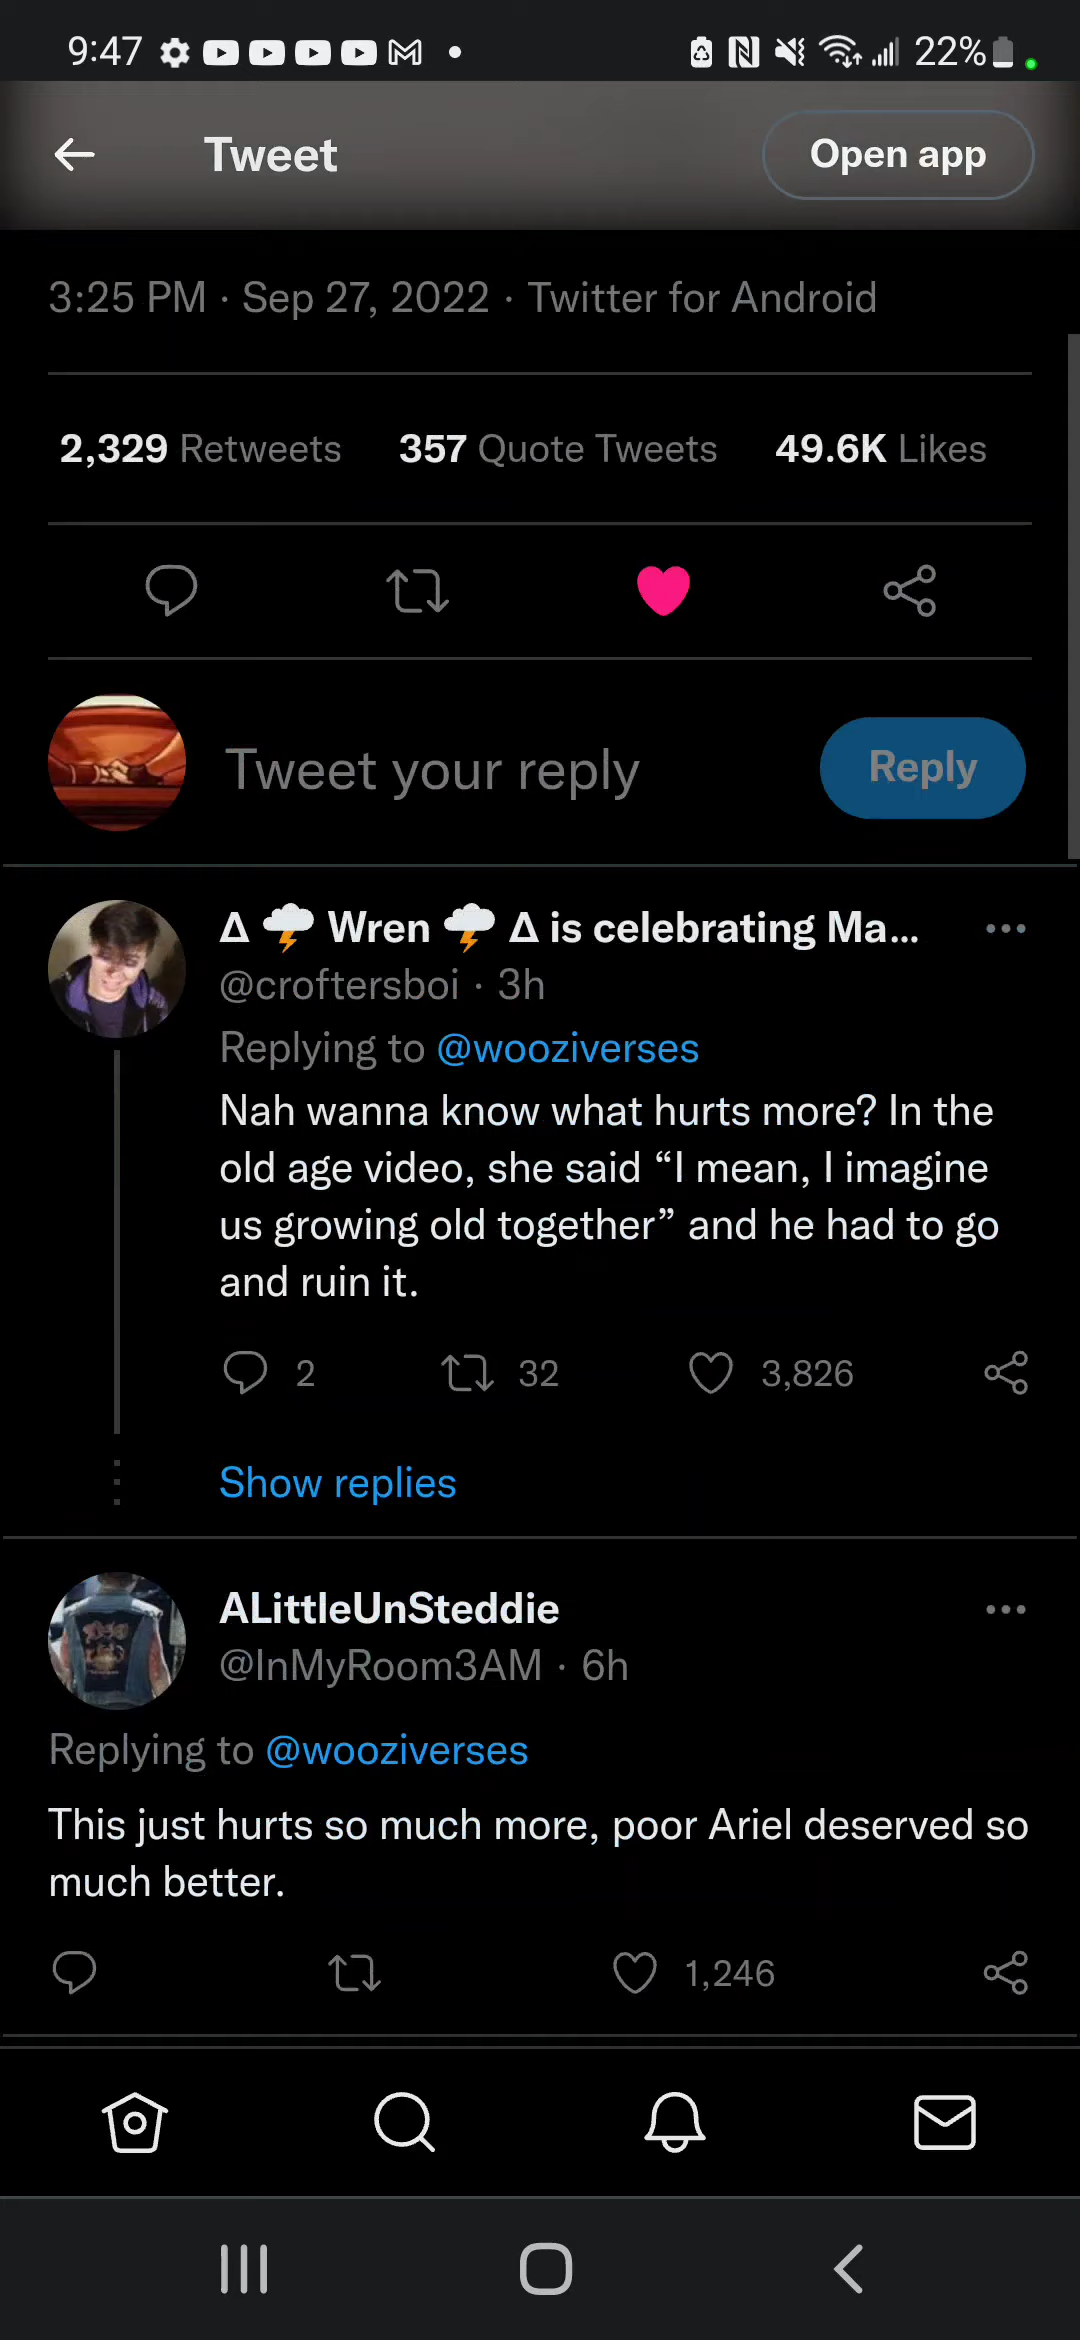 9:47 22%
Tweet Open app
3:25 PM · Sep 27, 2022 · Twitter for Android
2,329 Retweets 357 Quote Tweets 49.6K Likes
Tweet your reply Reply
Δ 🌩️ Wren 🌩️ Δ is celebrating Ma...
@croftersboi · 3h
Replying to @wooziverses
Nah wanna know what hurts more? In the
old age video, she said “I mean, I imagine
us growing old together” and he had to go
and ruin it.
2 32 3,826
Show replies
ALittleUnSteddie
@InMyRoom3AM · 6h
Replying to @wooziverses
This just hurts so much more, poor Ariel deserved so
much better.
1,246